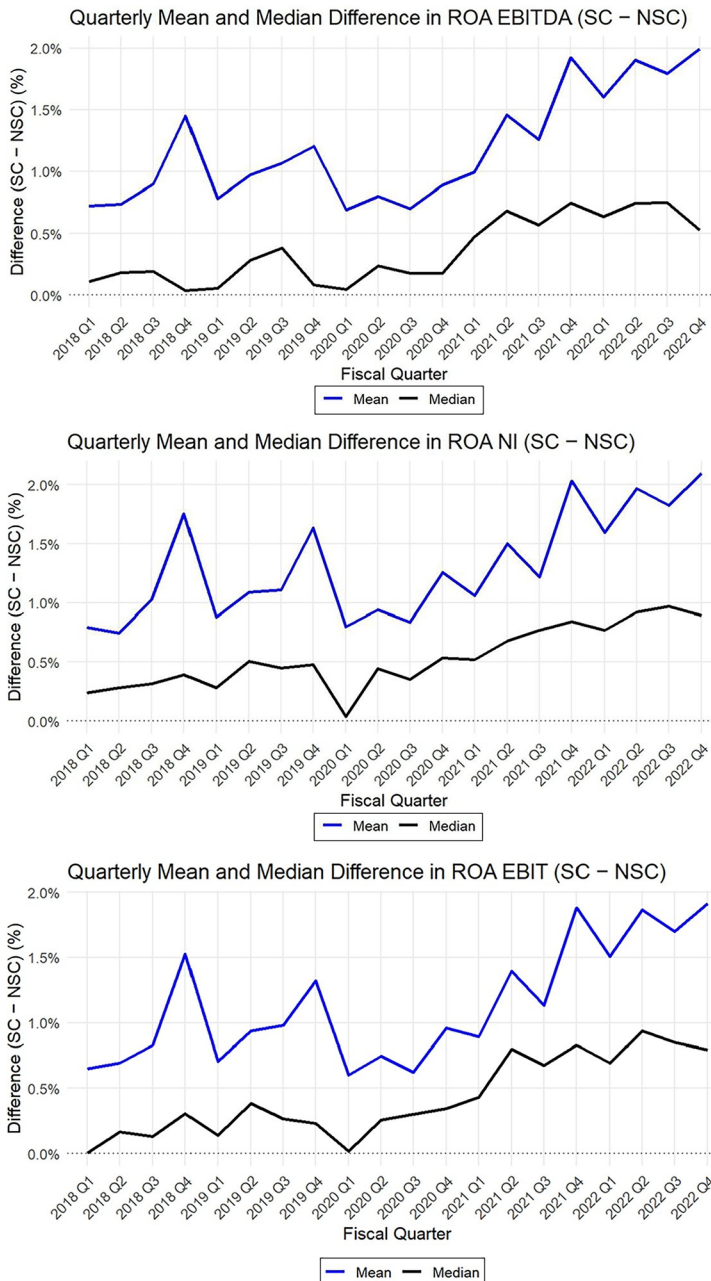 Quarterly Mean and Median Difference in ROA EBITDA (SC − NSC)
Difference (SC − NSC) (%)
2.0%
1.5%
1.0%
0.5%
0.0%
2018 Q1
2018 Q2
2018 Q3
2018 Q4
2019 Q1
2019 Q2
2019 Q3
2019 Q4
2020 Q1
2020 Q2
2020 Q3
2020 Q4
2021 Q1
2021 Q2
2021 Q3
2021 Q4
2022 Q1
2022 Q2
2022 Q3
2022 Q4
Fiscal Quarter
Mean Median
Quarterly Mean and Median Difference in ROA NI (SC − NSC)
Difference (SC − NSC) (%)
2.0%
1.5%
1.0%
0.5%
0.0%
2018 Q1
2018 Q2
2018 Q3
2018 Q4
2019 Q1
2019 Q2
2019 Q3
2019 Q4
2020 Q1
2020 Q2
2020 Q3
2020 Q4
2021 Q1
2021 Q2
2021 Q3
2021 Q4
2022 Q1
2022 Q2
2022 Q3
2022 Q4
Fiscal Quarter
Mean Median
Quarterly Mean and Median Difference in ROA EBIT (SC − NSC)
Difference (SC − NSC) (%)
2.0%
1.5%
1.0%
0.5%
0.0%
2018 Q1
2018 Q2
2018 Q3
2018 Q4
2019 Q1
2019 Q2
2019 Q3
2019 Q4
2020 Q1
2020 Q2
2020 Q3
2020 Q4
2021 Q1
2021 Q2
2021 Q3
2021 Q4
2022 Q1
2022 Q2
2022 Q3
2022 Q4
Fiscal Quarter
Mean Median